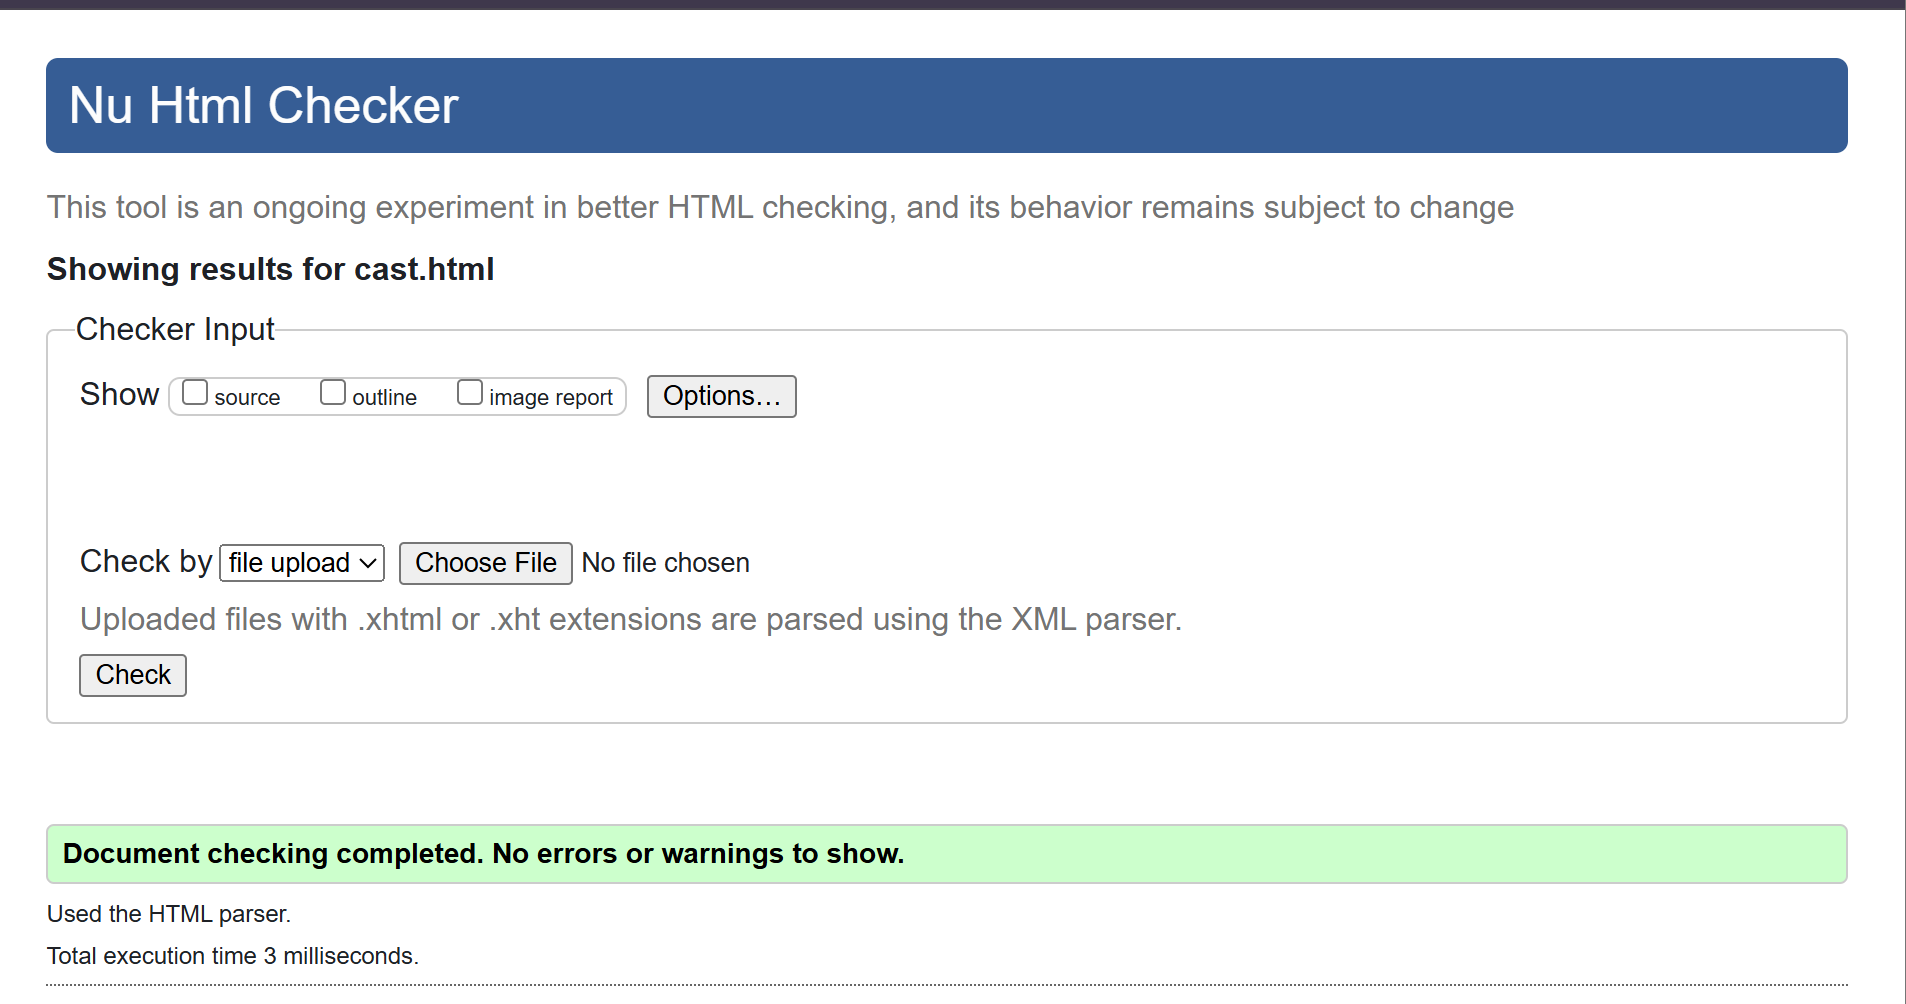 Nu Html Checker
This tool is an ongoing experiment in better HTML checking, and its behavior remains subject to change
Showing results for cast.html
Checker Input
Show source outline image report Options…
Check by file upload Choose File No file chosen
Uploaded files with .xhtml or .xht extensions are parsed using the XML parser.
Check
Document checking completed. No errors or warnings to show.
Used the HTML parser.
Total execution time 3 milliseconds.